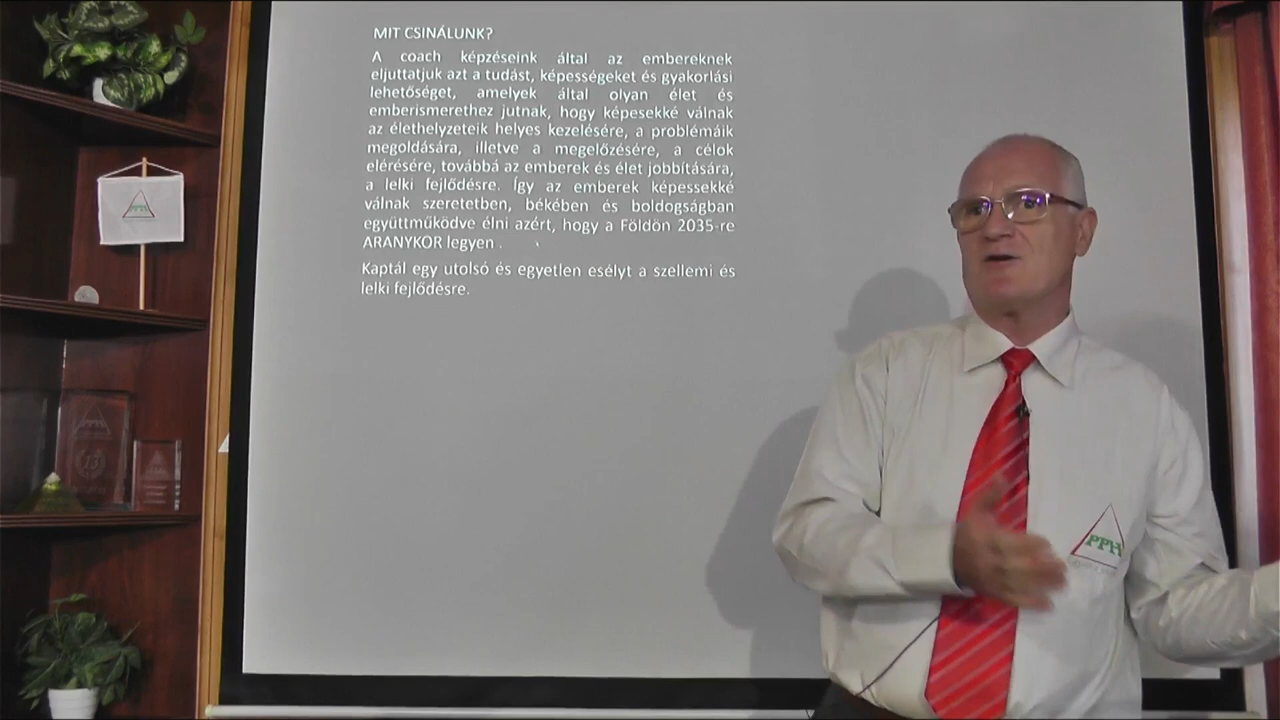 MIT CSINÁLUNK?
A coach képzéseink által az embereknek
eljuttatjuk azt a tudást, képességeket és gyakorlási
lehetőséget, amelyek által olyan élet és
emberismerethez jutnak, hogy képesekké válnak
az élethelyzeteik helyes kezelésére, a problémáik
megoldására, illetve a megelőzésére, a célok
elérésére, továbbá az emberek és élet jobbítására,
a lelki fejlődésre. Így az emberek képessekké
válnak szeretetben, békében és boldogságban
együttműködve élni azért, hogy a Földön 2035-re
ARANYKOR legyen .
Kaptál egy utolsó és egyetlen esélyt a szellemi és
lelki fejlődésre.
PPH
PPH
13